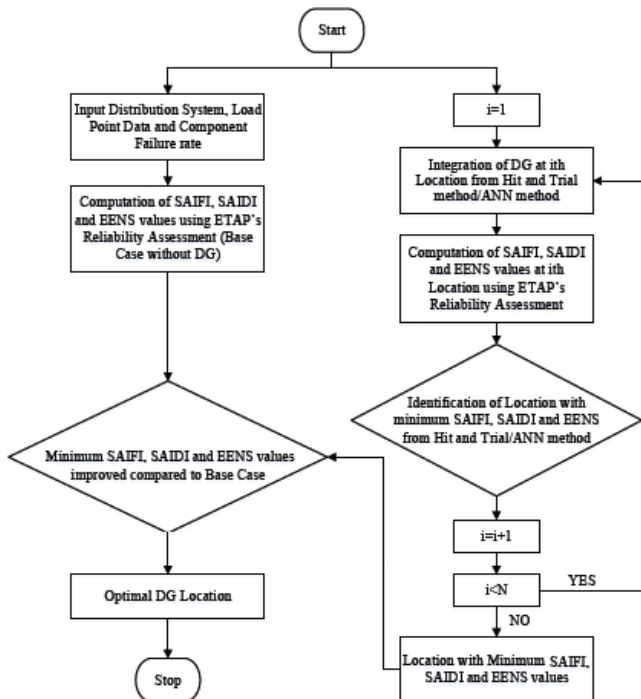 Start
Input Distribution System, Load
Point Data and Component
Failure rate
Computation of SAIFI, SAIDI
and EENS values using ETAP's
Reliability Assessment (Base
Case without DG)
Minimum SAIFI, SAIDI and EENS values
improved compared to Base Case
Optimal DG Location
Stop
i=1
Integration of DG at ith
Location from Hit and Trial
method/ANN method
Computation of SAIFI, SAIDI
and EENS values at ith
Location using ETAP's
Reliability Assessment
Identification of Location with
minimum SAIFI, SAIDI and EENS
from Hit and Trial/ANN method
i=i+1
i<N
YES
NO
Location with Minimum SAIFI,
SAIDI and EENS values